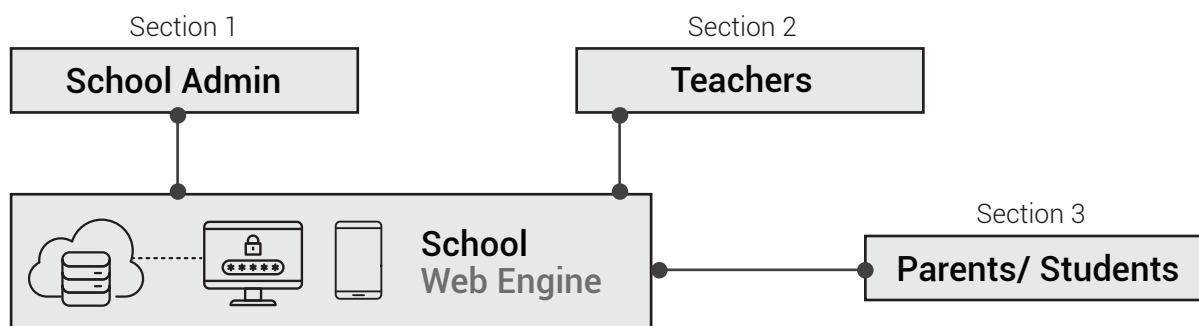 Section 1
School Admin
Section 2
Teachers
*****
School
Web Engine
Section 3
Parents/ Students